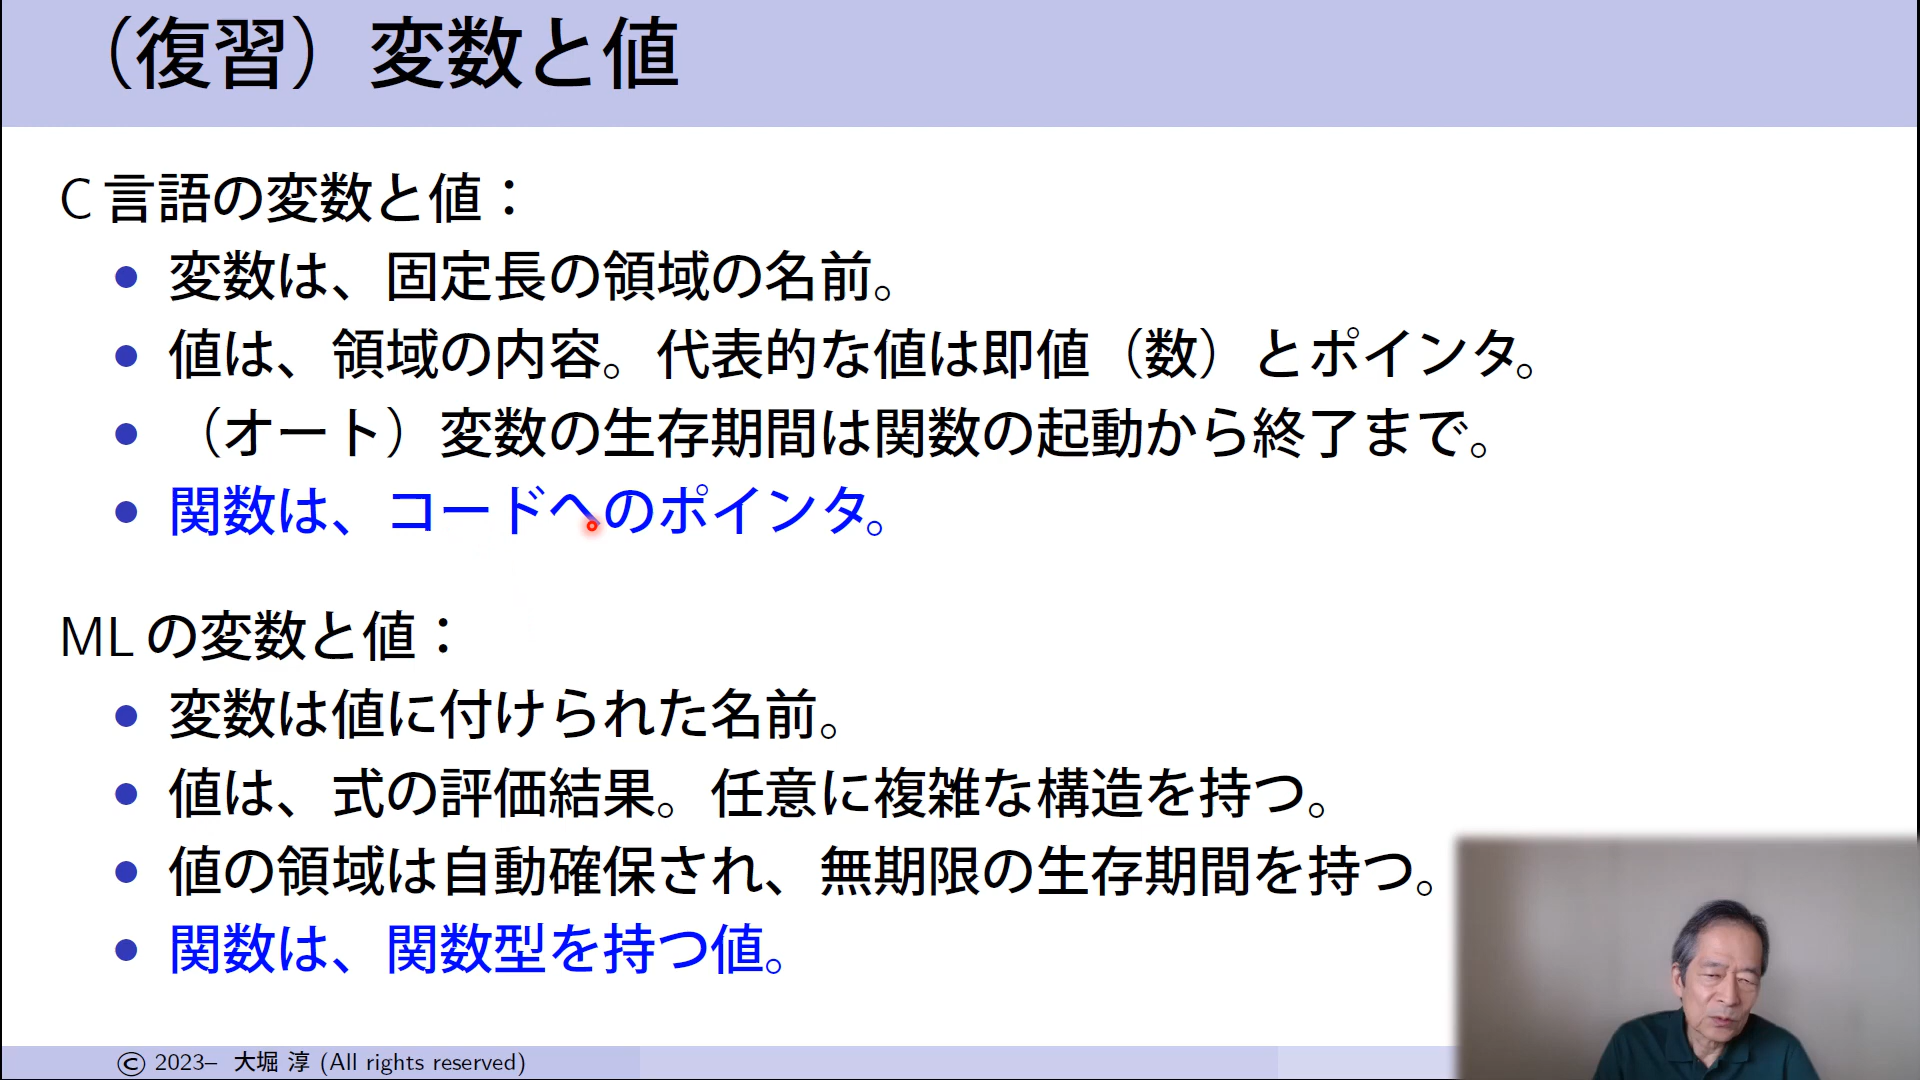 （復習）変数と値
C 言語の変数と値：
変数は、固定長の領域の名前。
値は、領域の内容。代表的な値は即値（数）とポインタ。
（オート）変数の生存期間は関数の起動から終了まで。
関数は、コードへのポインタ。
ML の変数と値：
変数は値に付けられた名前。
値は、式の評価結果。任意に複雑な構造を持つ。
値の領域は自動確保され、無期限の生存期間を持つ。
関数は、関数型を持つ値。
© 2023– 大堀 淳 (All rights reserved)